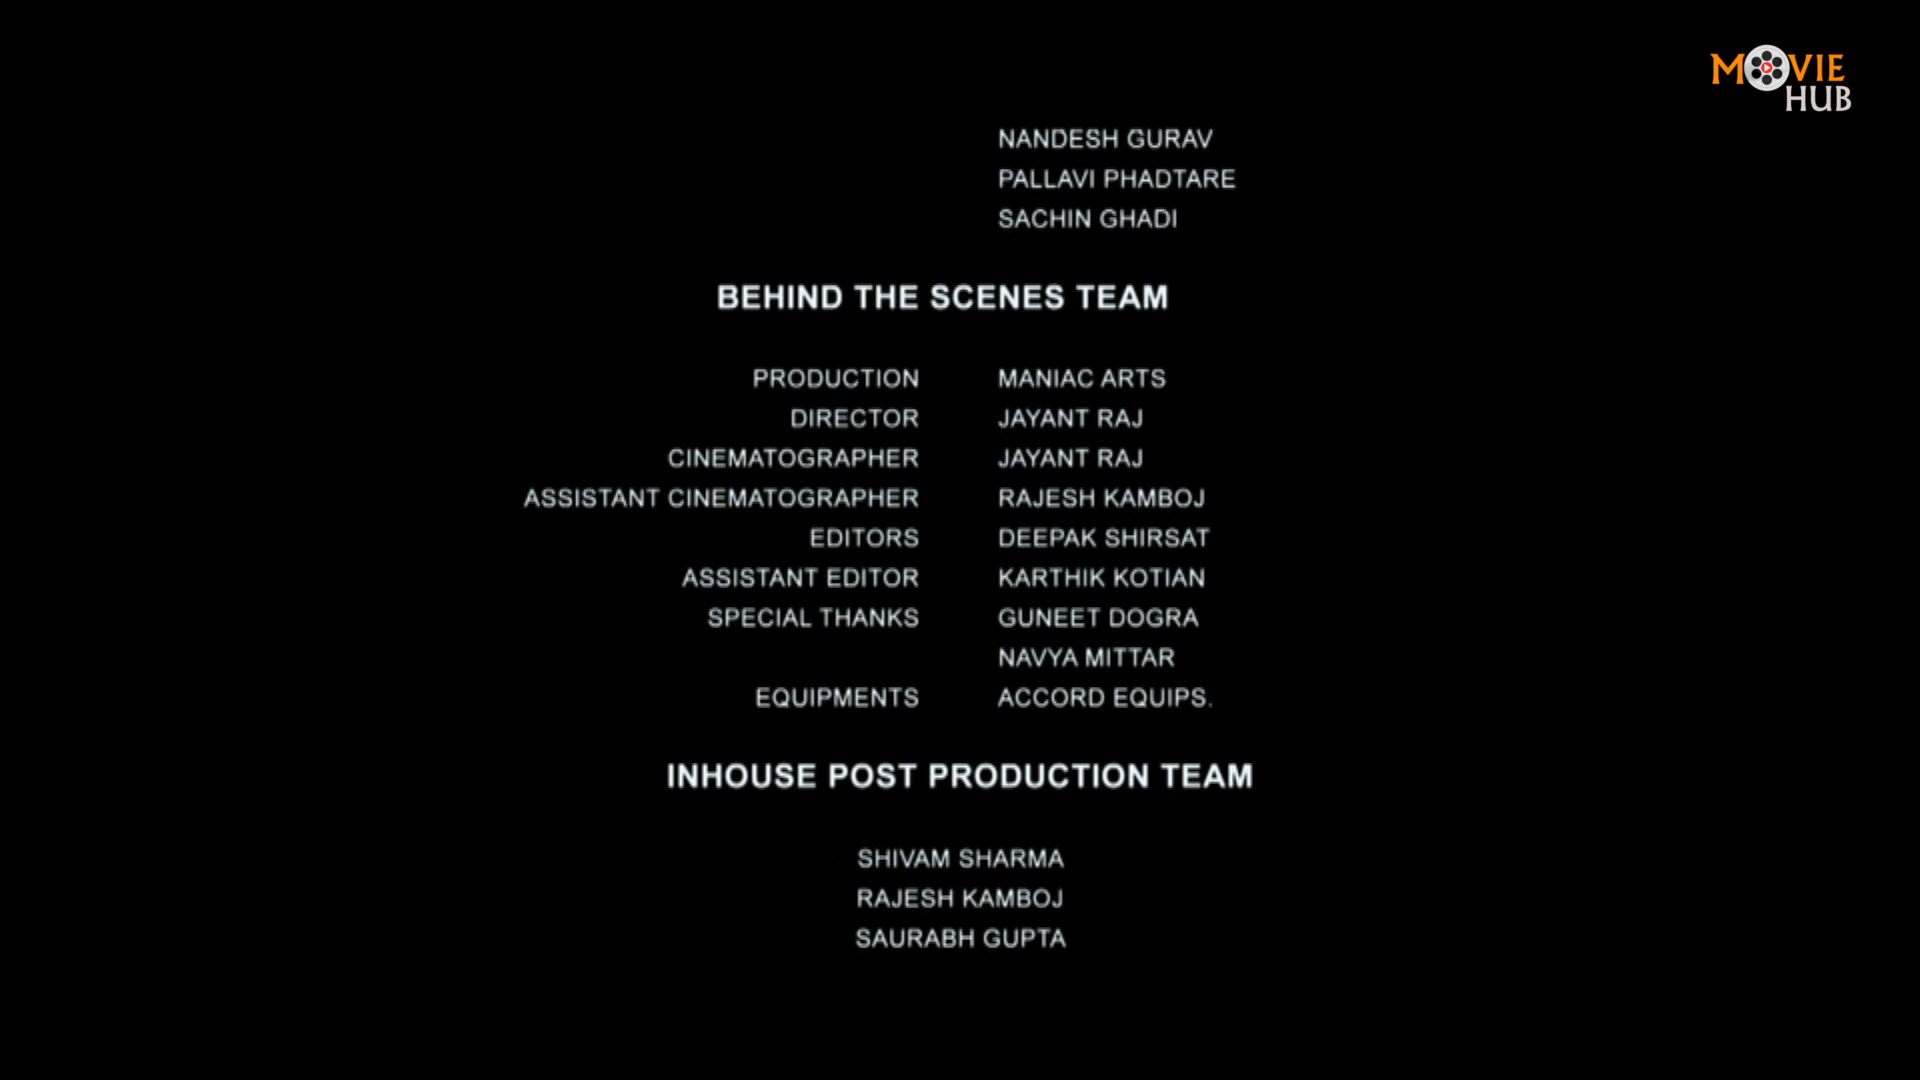 MOVIE
HUB
NANDESH GURAV
PALLAVI PHADTARE
SACHIN GHADI
BEHIND THE SCENES TEAM
PRODUCTION MANIAC ARTS
DIRECTOR JAYANT RAJ
CINEMATOGRAPHER JAYANT RAJ
ASSISTANT CINEMATOGRAPHER RAJESH KAMBOJ
EDITORS DEEPAK SHIRSAT
ASSISTANT EDITOR KARTHIK KOTIAN
SPECIAL THANKS GUNEET DOGRA
NAVYA MITTAR
EQUIPMENTS ACCORD EQUIPS.
INHOUSE POST PRODUCTION TEAM
SHIVAM SHARMA
RAJESH KAMBOJ
SAURABH GUPTA